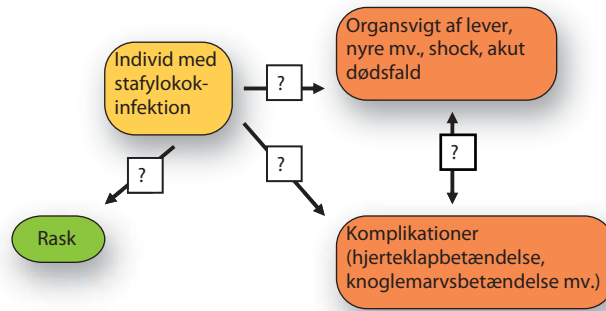 Individ med
stafylokok-
infektion
?
Organsvigt af lever,
nyre mv., shock, akut
dødsfald
?
?
?
Rask
Komplikationer
(hjerteklapbetændelse,
knoglemarvsbetændelse mv.)